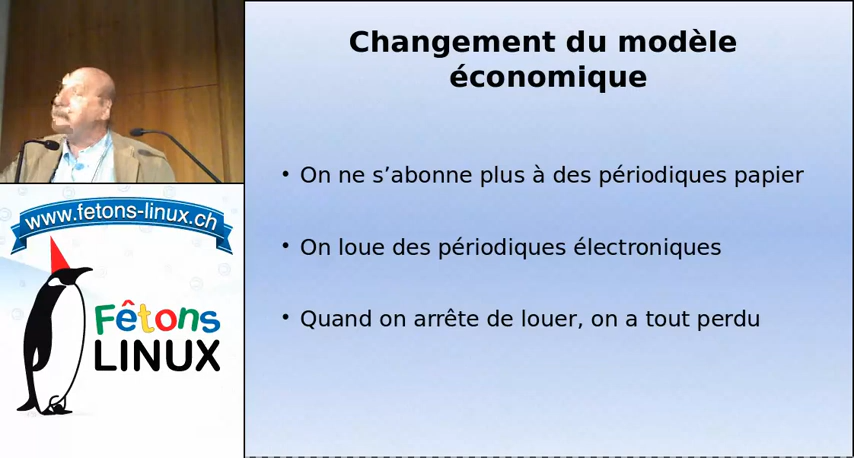 www.fetons-linux.ch
Fêtons
LINUX
Changement du modèle
économique
• On ne s’abonne plus à des périodiques papier
• On loue des périodiques électroniques
• Quand on arrête de louer, on a tout perdu